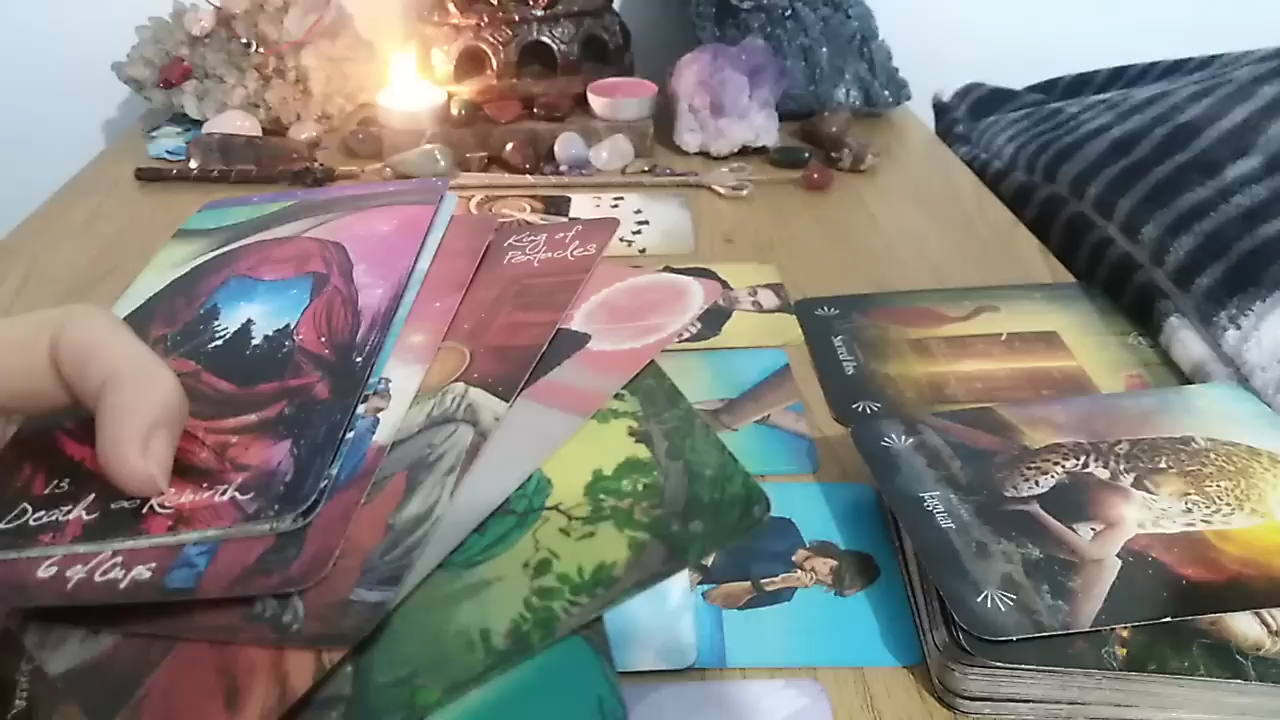 King of
Pentacles
13
Death ∞ Rebirth
6 of Cups
Sacred Ibis
Jaguar